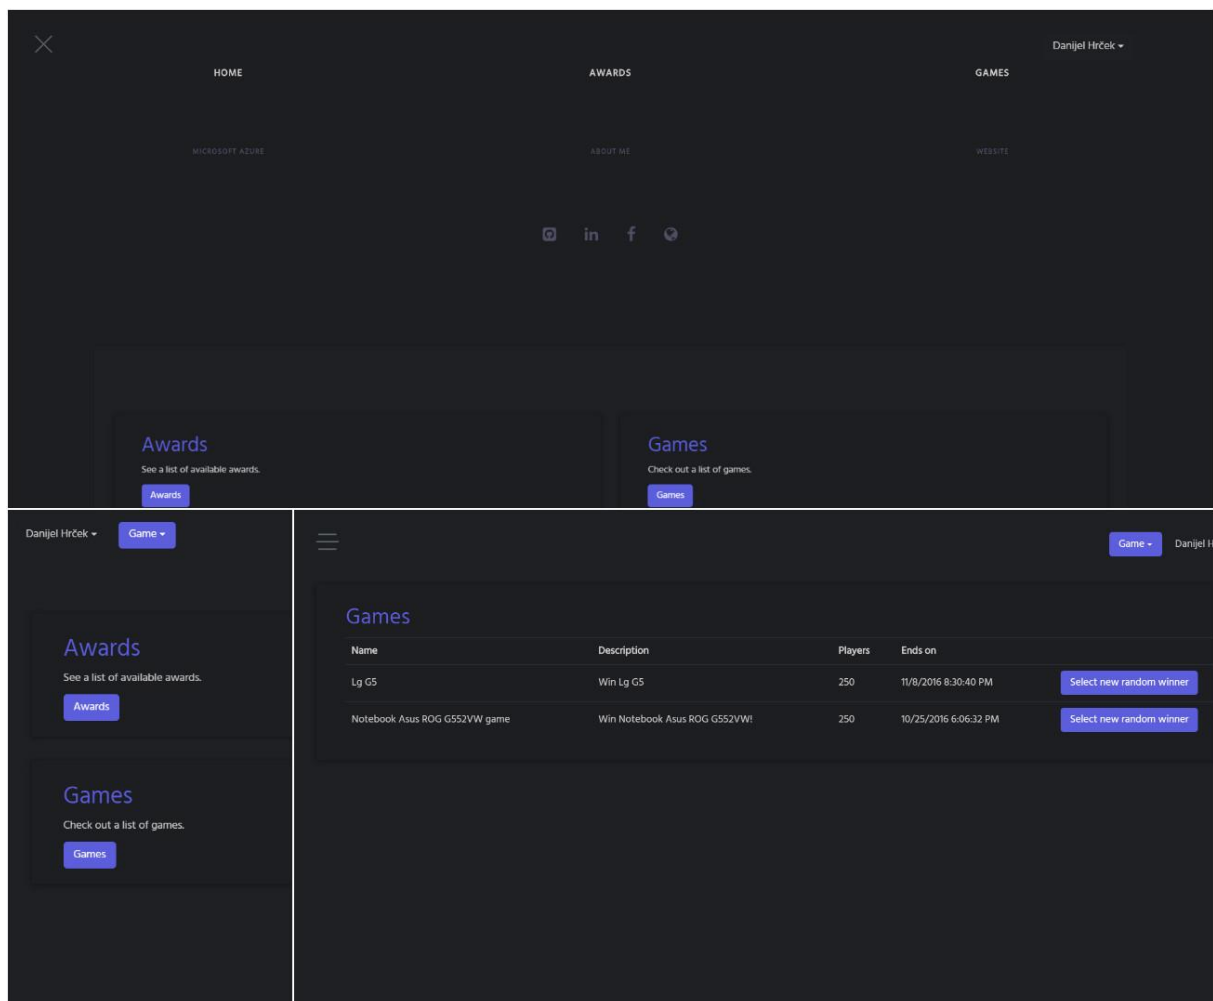 Danijel Hrček
HOME AWARDS GAMES
MICROSOFT AZURE ABOUT ME WEBSITE
in f
Awards
See a list of available awards.
Awards
Games
Check out a list of games.
Games
Danijel Hrček Game
Awards
See a list of available awards.
Awards
Games
Check out a list of games.
Games
Game Danijel H
Games
Name Description Players Ends on
Lg G5 Win Lg G5 250 11/8/2016 8:30:40 PM Select new random winner
Notebook Asus ROG G552VW game Win Notebook Asus ROG G552VW! 250 10/25/2016 6:06:32 PM Select new random winner